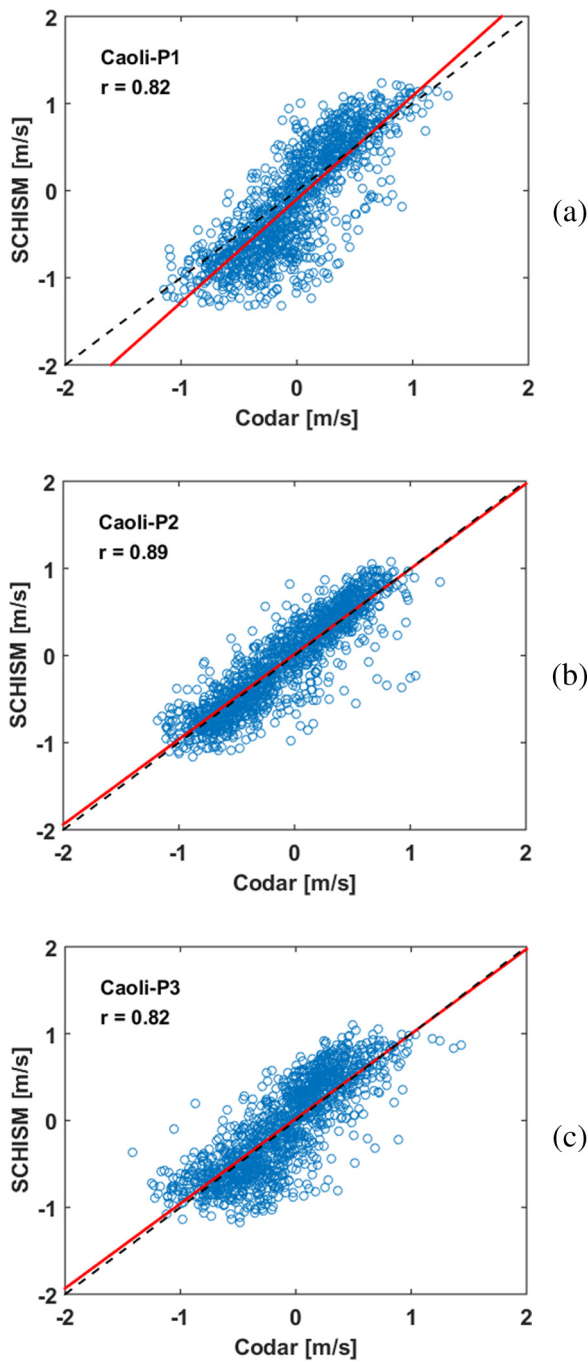 2
Caoli-P1
r = 0.82
1
SCHISM [m/s]
0
(a)
-1
-2
-2 -1 0 1 2
Codar [m/s]
2
Caoli-P2
r = 0.89
1
SCHISM [m/s]
0
(b)
-1
-2
-2 -1 0 1 2
Codar [m/s]
2
Caoli-P3
r = 0.82
1
SCHISM [m/s]
0
(c)
-1
-2
-2 -1 0 1 2
Codar [m/s]